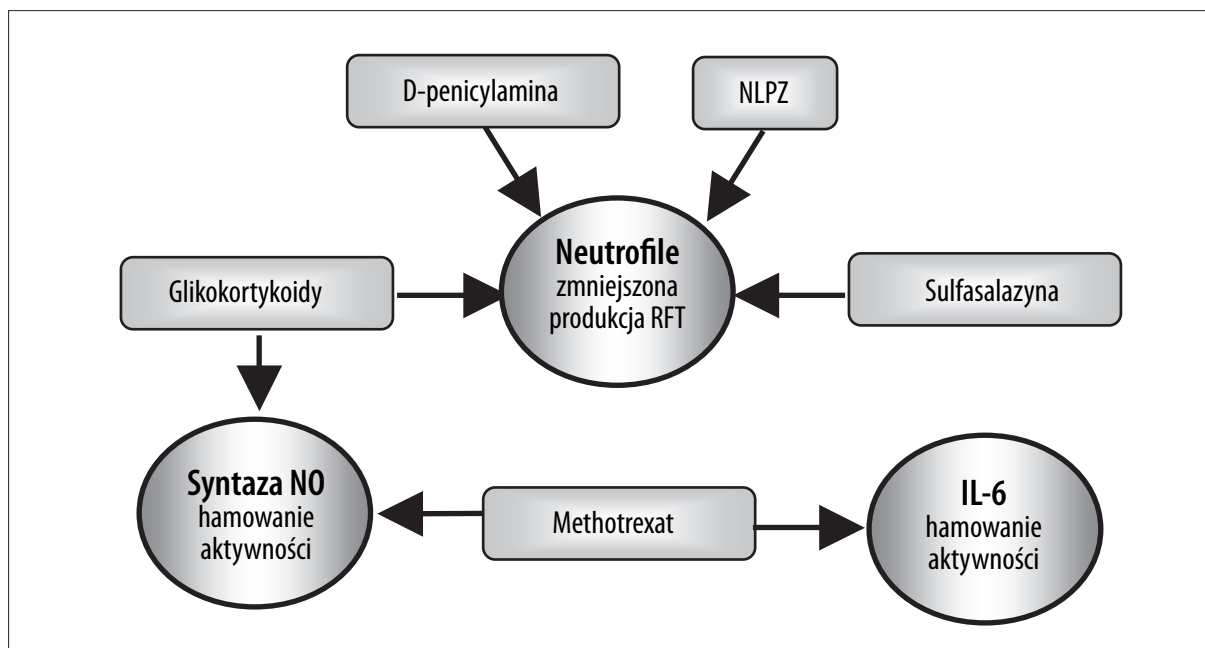 D-penicylamina
NLPZ
Neutrofile
zmniejszona
produkcja RFT
Glikokortykoidy
Sulfasalazyna
Syntaza NO
hamowanie
aktywności
Methotrexat
IL-6
hamowanie
aktywności